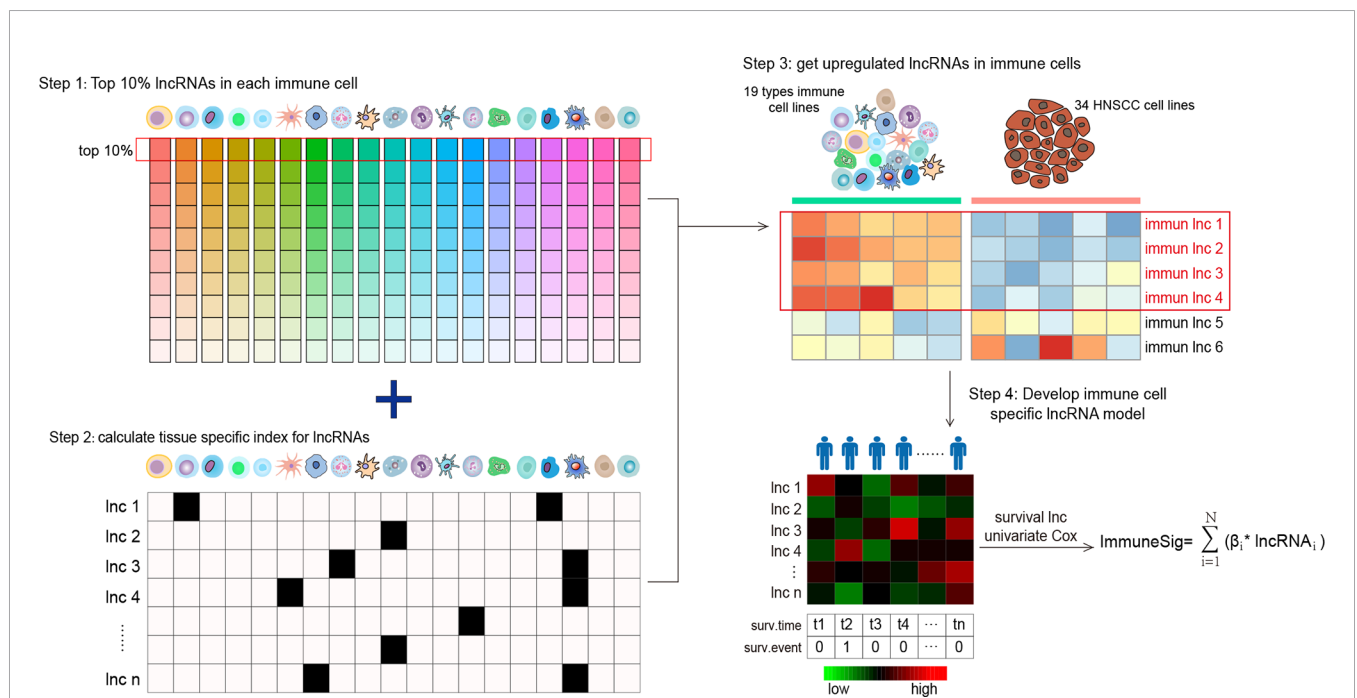 Step 1: Top 10% lncRNAs in each immune cell
top 10%
Step 2: calculate tissue specific index for lncRNAs
lnc 1
lnc 2
lnc 3
lnc 4
......
lnc n
Step 3: get upregulated lncRNAs in immune cells
19 types immune
cell lines
34 HNSCC cell lines
immun lnc 1
immun lnc 2
immun lnc 3
immun lnc 4
immun lnc 5
immun lnc 6
Step 4: Develop immune cell
specific lncRNA model
......
lnc 1
lnc 2
lnc 3
lnc 4
⋮
lnc n
surv.time t1 t2 t3 t4 ... tn
surv.event 0 1 0 0 ... 0
low high
survival lnc
univariate Cox
ImmuneSig= ∑ᵢ₌₁ᴺ (βᵢ* lncRNAᵢ )